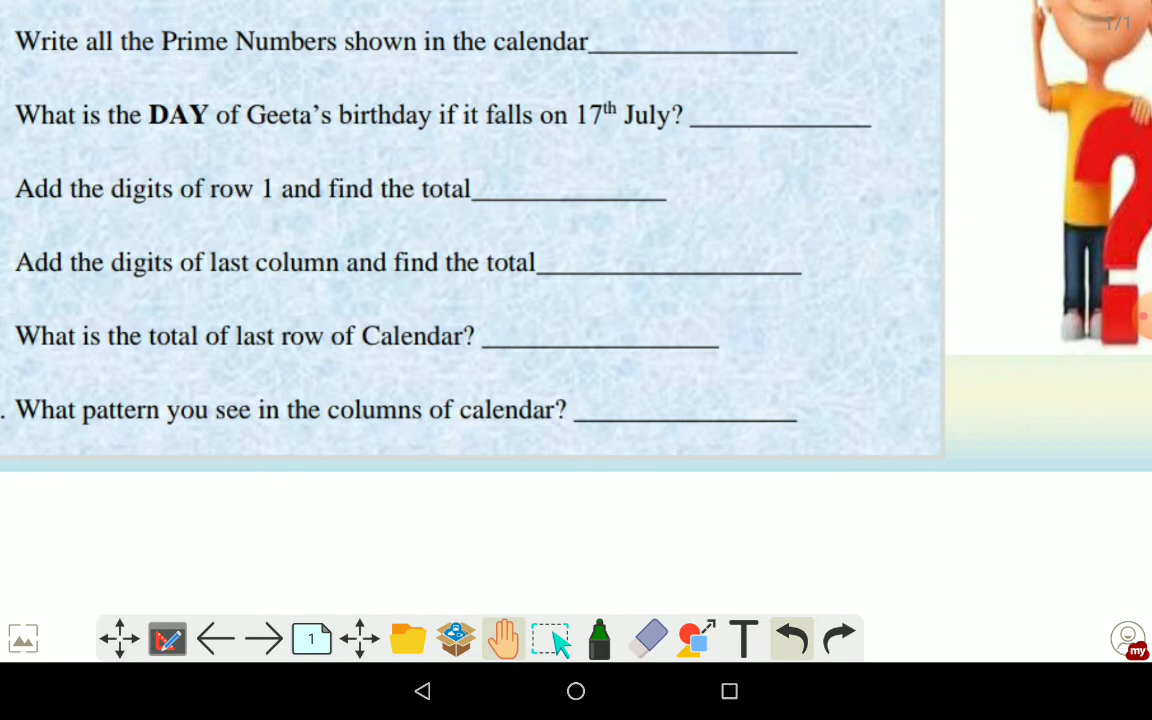 1/1
Write all the Prime Numbers shown in the calendar_______________
What is the DAY of Geeta's birthday if it falls on 17th July? _____________
Add the digits of row 1 and find the total______________
Add the digits of last column and find the total___________________
What is the total of last row of Calendar? _________________
. What pattern you see in the columns of calendar? ________________
1
T
my